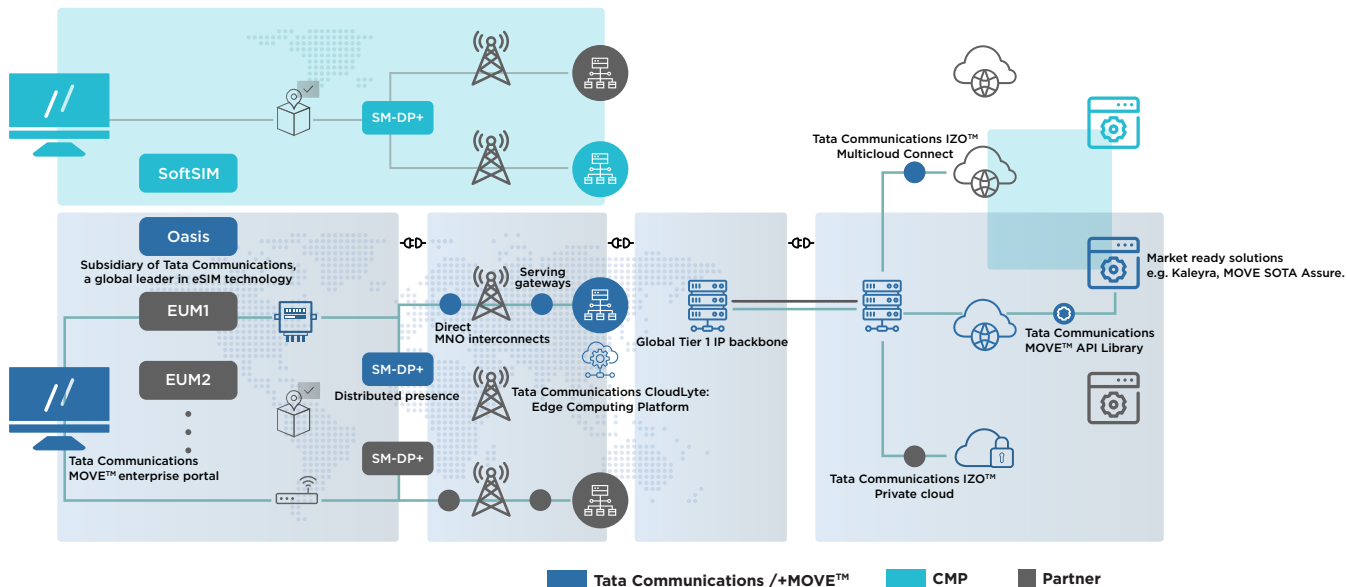 SM-DP+
SoftSIM
Tata Communications IZO™
Multicloud Connect
Oasis
Subsidiary of Tata Communications,
a global leader in eSIM technology
EUM1
EUM2
Tata Communications
MOVE™ enterprise portal
SM-DP+
Distributed presence
SM-DP+
Serving
gateways
Direct
MNO interconnects
Tata Communications CloudLyte:
Edge Computing Platform
Global Tier 1 IP backbone
Market ready solutions
e.g. Kaleyra, MOVE SOTA Assure.
Tata Communications
MOVE™ API Library
Tata Communications IZO™
Private cloud
Tata Communications /+MOVE™
CMP
Partner